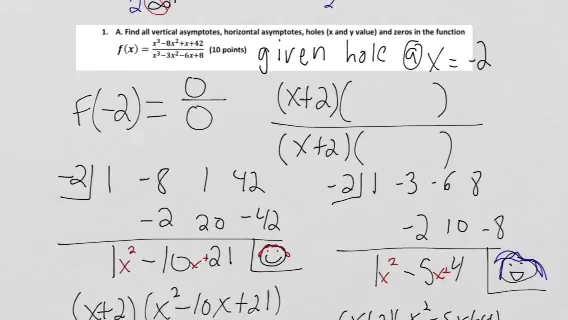 2(∞)
2
1. A. Find all vertical asymptotes, horizontal asymptotes, holes (x and y value) and zeros in the function
f(x) = (x³−8x²+x+42)/(x³−3x²−6x+8) (10 points) given hole @ x = -2
F(-2) = 0/0
(x+2)( )
(x+2)( )
-2| 1 -8 1 42
-2 20 -42
1x² -10x +21
-2| 1 -3 -6 8
-2 10 -8
1x² -5x 4
(x+2)(x²-10x+21)